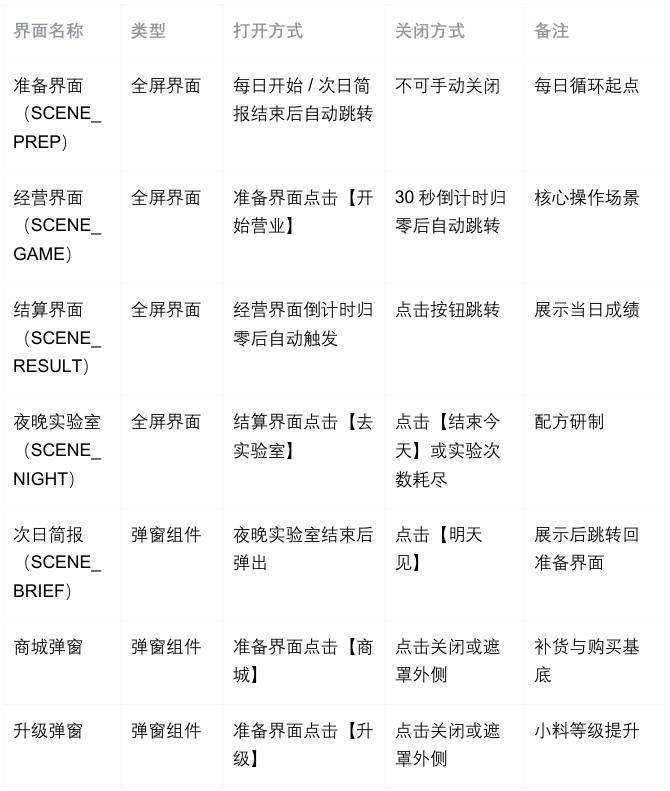 界面名称 类型 打开方式 关闭方式 备注
准备界面 全屏界面 每日开始 / 次日简 不可手动关闭 每日循环起点
（SCENE_ 报结束后自动跳转
PREP）
经营界面 全屏界面 准备界面点击【开 30 秒倒计时归 核心操作场景
（SCENE_ 始营业】 零后自动跳转
GAME）
结算界面 全屏界面 经营界面倒计时归 点击按钮跳转 展示当日成绩
（SCENE_ 零后自动触发
RESULT）
夜晚实验室 全屏界面 结算界面点击【去 点击【结束今 配方研制
（SCENE_ 实验室】 天】或实验次
NIGHT） 数耗尽
次日简报 弹窗组件 夜晚实验室结束后 点击【明天 展示后跳转回
（SCENE_ 弹出 见】 准备界面
BRIEF）
商城弹窗 弹窗组件 准备界面点击【商 点击关闭或遮 补货与购买基
城】 罩外侧 底
升级弹窗 弹窗组件 准备界面点击【升 点击关闭或遮 小料等级提升
级】 罩外侧